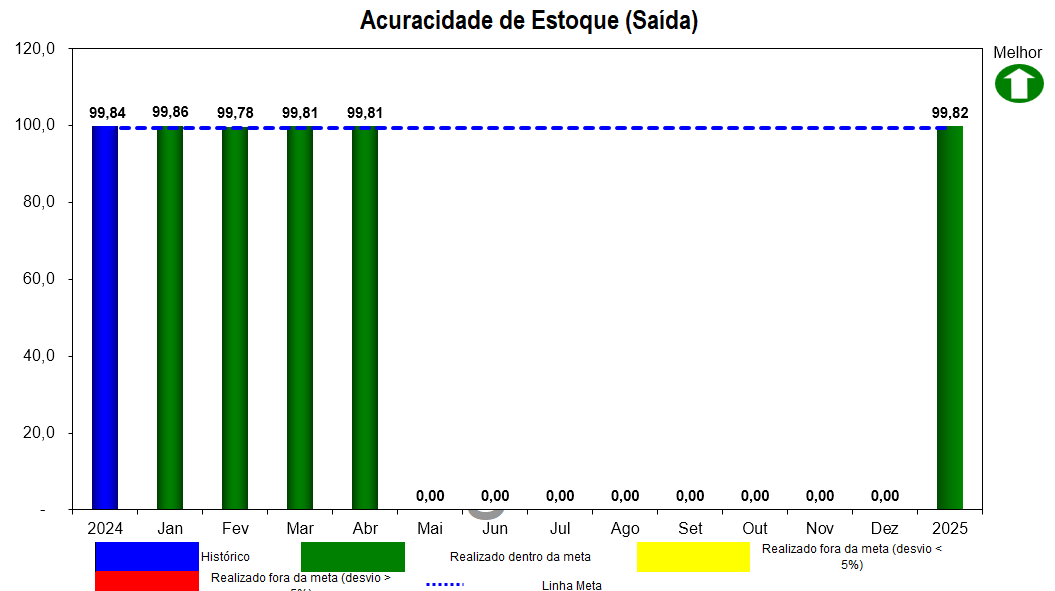 Acuracidade de Estoque (Saída)
Melhor
120,0
100,0
80,0
60,0
40,0
20,0
-
99,84 99,86 99,78 99,81 99,81 99,82
0,00 0,00 0,00 0,00 0,00 0,00 0,00 0,00
2024 Jan Fev Mar Abr Mai Jun Jul Ago Set Out Nov Dez 2025
Histórico
Realizado dentro da meta
Realizado fora da meta (desvio <
5%)
Realizado fora da meta (desvio >
5%)
Linha Meta